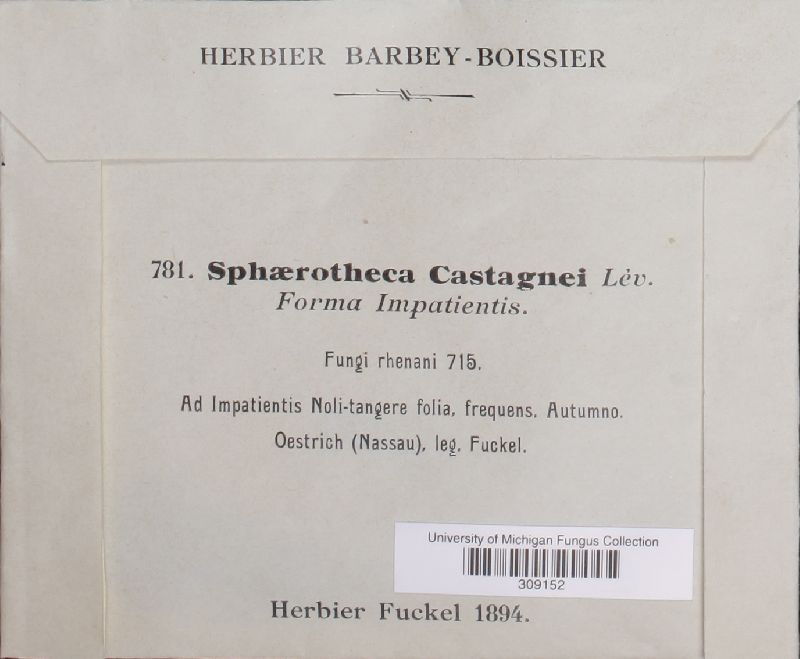 HERBIER BARBEY-BOISSIER
781. Sphærotheca Castagnei Lév.
Forma Impatientis.
Fungi rhenani 715.
Ad Impatientis Noli-tangere folia, frequens. Autumno.
Oestrich (Nassau), leg. Fuckel.
University of Michigan Fungus Collection
309152
Herbier Fuckel 1894.